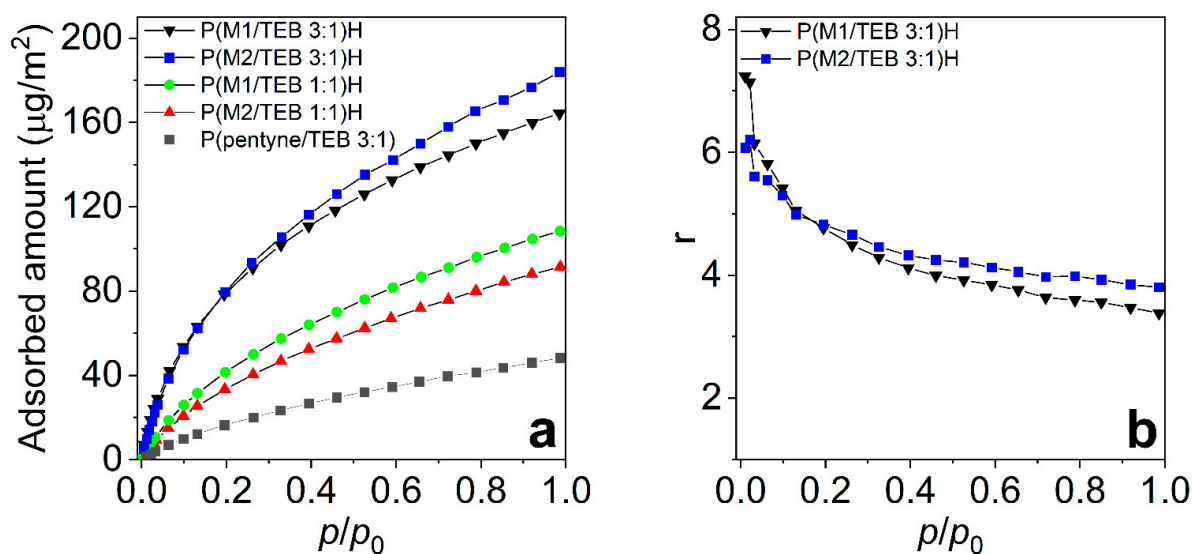 200
160
120
80
40
0
Adsorbed amount (µg/m²)
P(M1/TEB 3:1)H
P(M2/TEB 3:1)H
P(M1/TEB 1:1)H
P(M2/TEB 1:1)H
P(pentyne/TEB 3:1)
a
0.0 0.2 0.4 0.6 0.8 1.0
p/p₀
8
6
4
2
r
P(M1/TEB 3:1)H
P(M2/TEB 3:1)H
b
0.0 0.2 0.4 0.6 0.8 1.0
p/p₀